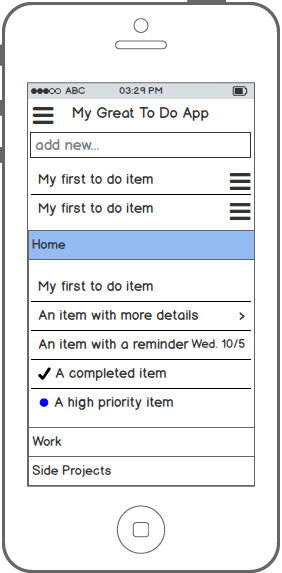 ABC 03:29 PM
My Great To Do App
add new...
My first to do item
My first to do item
Home
My first to do item
An item with more details >
An item with a reminder Wed. 10/5
A completed item
A high priority item
Work
Side Projects